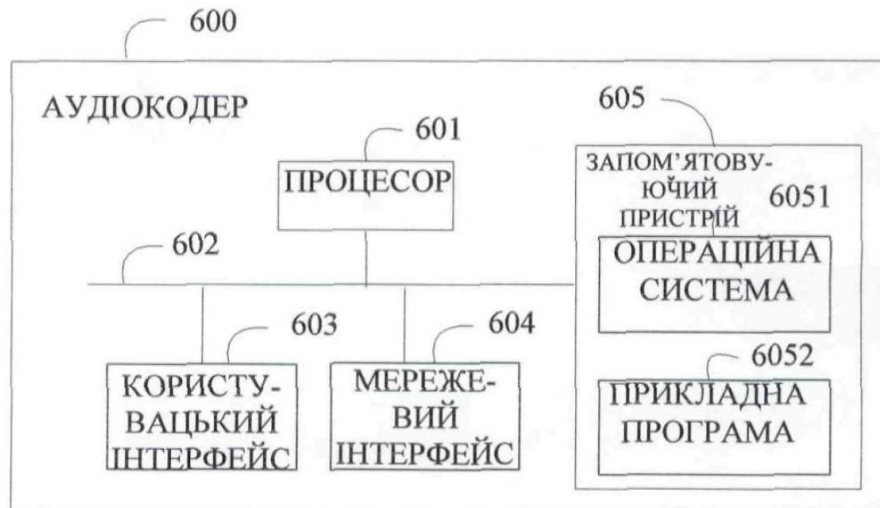 600
АУДІОКОДЕР
601
ПРОЦЕСОР
602
603
КОРИСТУ-
ВАЦЬКИЙ
ІНТЕРФЕЙС
604
МЕРЕЖЕ-
ВИЙ
ІНТЕРФЕЙС
605
ЗАПОМ’ЯТОВУ-
ЮЧИЙ
ПРИСТРІЙ
6051
ОПЕРАЦІЙНА
СИСТЕМА
6052
ПРИКЛАДНА
ПРОГРАМА